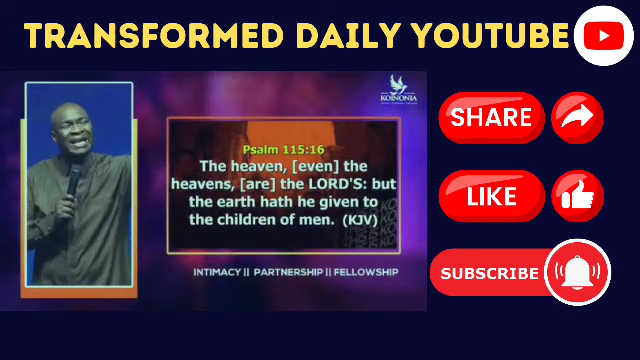 TRANSFORMED DAILY YOUTUBE
KOINONIA
Psalm 115:16
The heaven, [even] the
heavens, [are] the LORD'S: but
the earth hath he given to
the children of men. (KJV)
INTIMACY || PARTNERSHIP || FELLOWSHIP
SHARE
LIKE
SUBSCRIBE